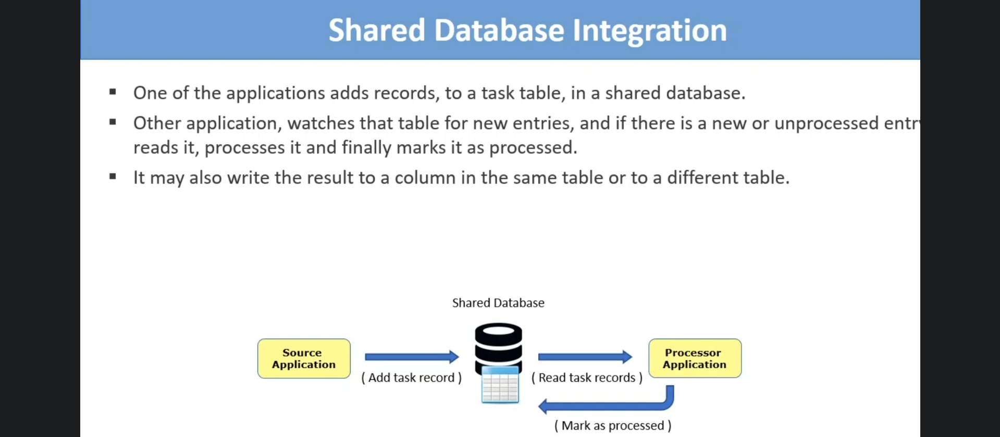 Shared Database Integration
▪ One of the applications adds records, to a task table, in a shared database.
▪ Other application, watches that table for new entries, and if there is a new or unprocessed entr
reads it, processes it and finally marks it as processed.
▪ It may also write the result to a column in the same table or to a different table.
Shared Database
Source
Application
( Add task record )
( Read task records )
Processor
Application
( Mark as processed )